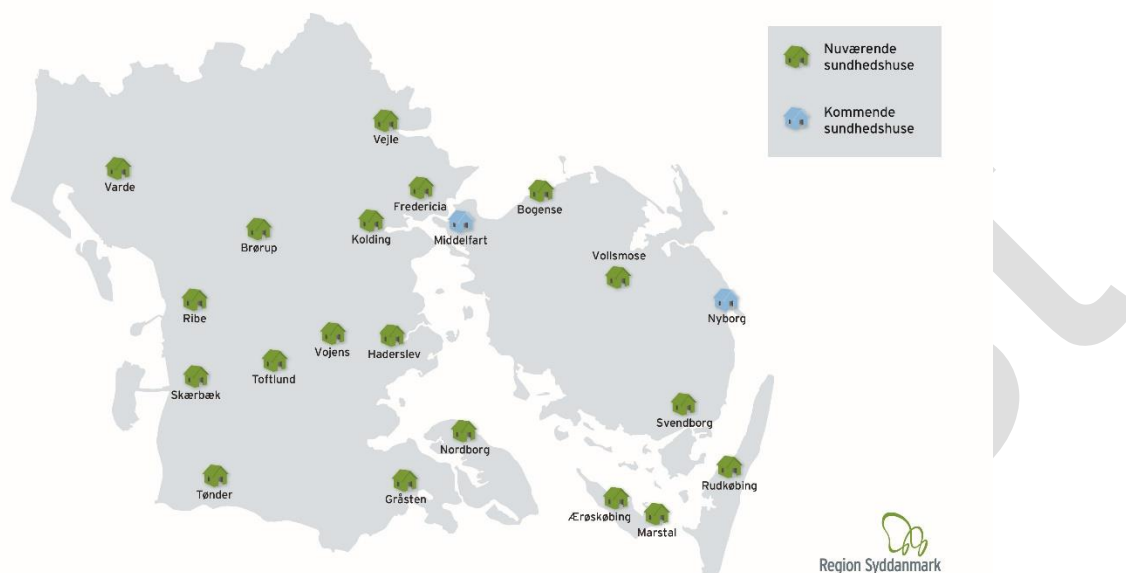 Nuværende
sundhedshuse
Kommende
sundhedshuse
Vejle
Varde
Fredericia
Bogense
Brørup
Kolding
Middelfart
Vollsmose
Ribe
Nyborg
Vojens
Haderslev
Toftlund
Skærbæk
Svendborg
Nordborg
Tønder
Gråsten
Rudkøbing
Ærøskøbing
Marstal
Region Syddanmark